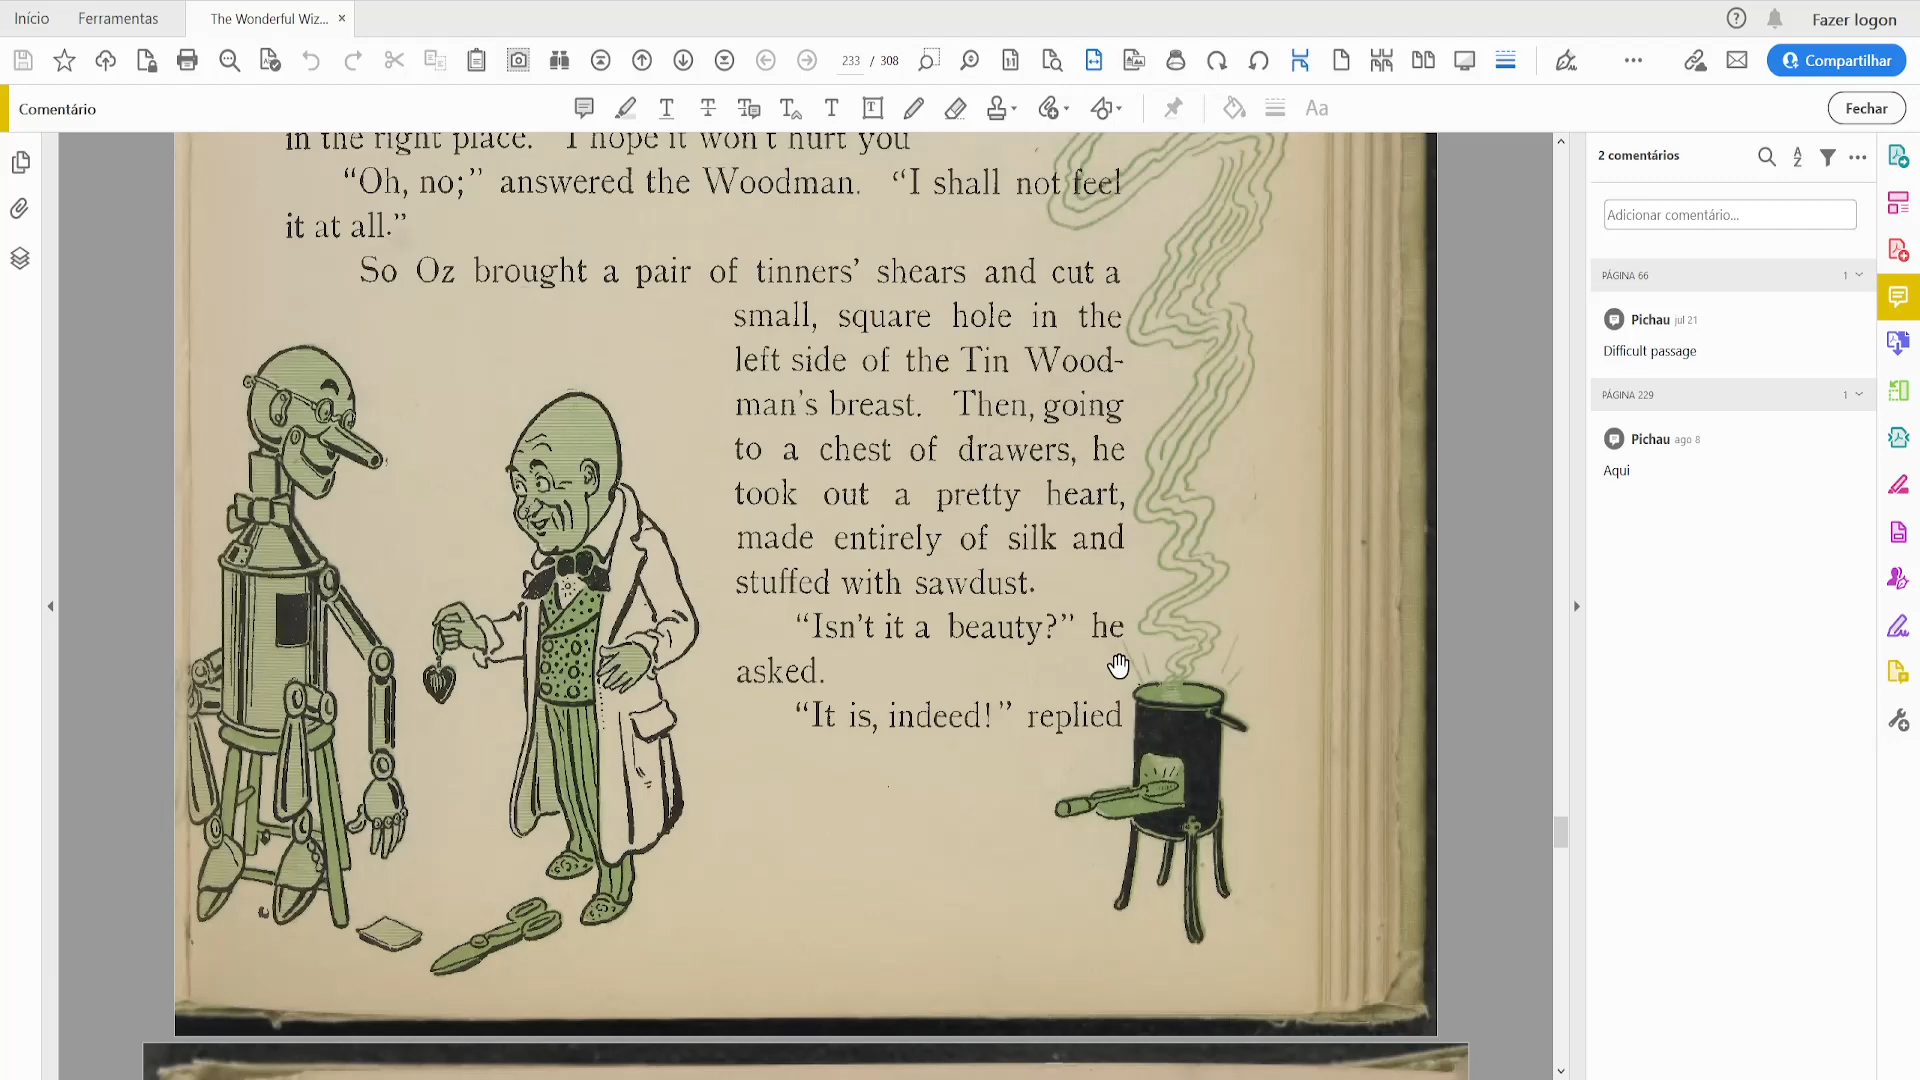 Início
Ferramentas
The Wonderful Wiz...
Fazer logon
233 / 308
Compartilhar
Comentário
Aa
Fechar
in the right place. I hope it won't hurt you
“Oh, no;” answered the Woodman. “I shall not feel
it at all.”
So Oz brought a pair of tinners’ shears and cut a
small, square hole in the
left side of the Tin Wood-
man’s breast. Then, going
to a chest of drawers, he
took out a pretty heart,
made entirely of silk and
stuffed with sawdust.
“Isn’t it a beauty?” he
asked.
“It is, indeed!” replied
2 comentários
Adicionar comentário...
PÁGINA 66
1
Pichau jul 21
Difficult passage
PÁGINA 229
1
Pichau ago 8
Aqui